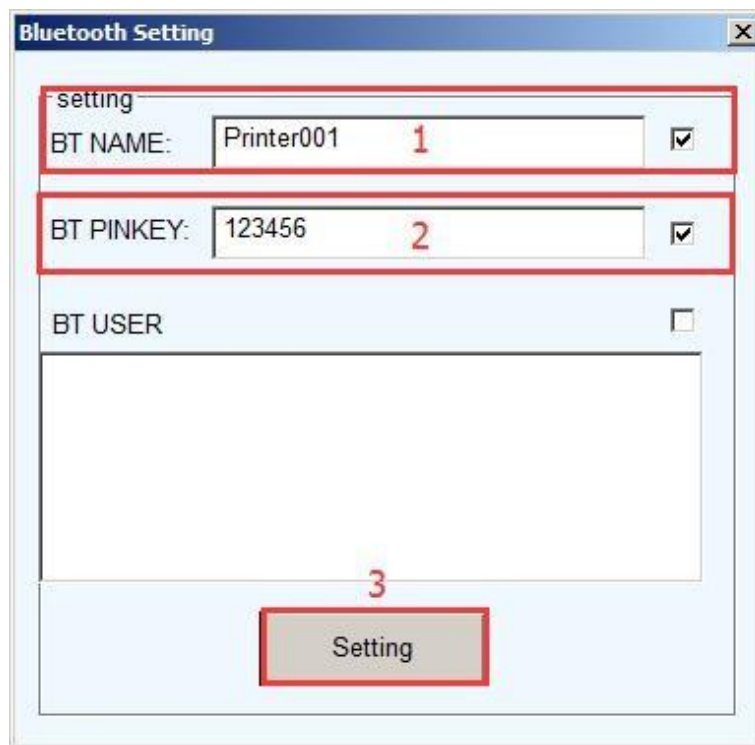 Bluetooth Setting
setting
BT NAME: Printer001 1
BT PINKEY: 123456 2
BT USER
3
Setting